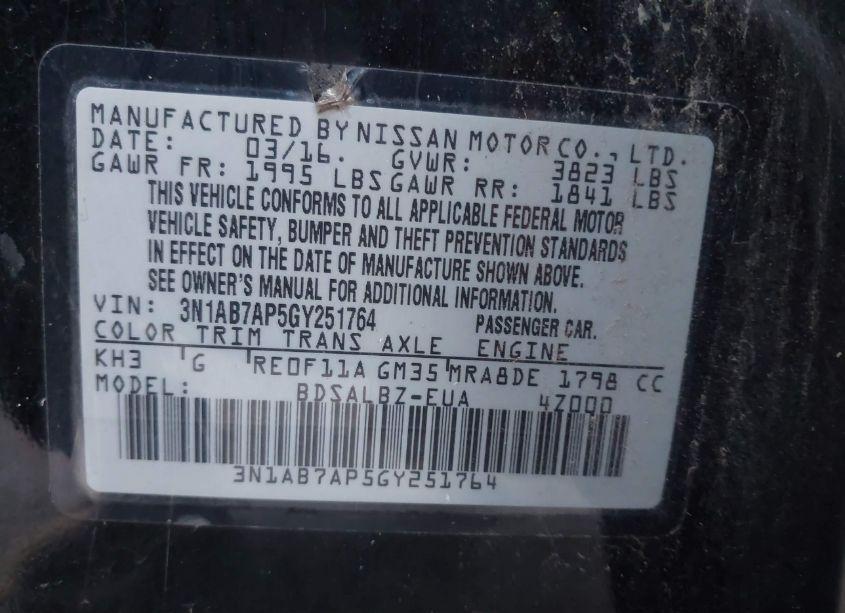 MANUFACTURED BY NISSAN MOTOR CO., LTD.
DATE: 03/16. GVWR: 3823 LBS
GAWR FR: 1995 LBS GAWR RR: 1841 LBS
THIS VEHICLE CONFORMS TO ALL APPLICABLE FEDERAL MOTOR
VEHICLE SAFETY, BUMPER AND THEFT PREVENTION STANDARDS
IN EFFECT ON THE DATE OF MANUFACTURE SHOWN ABOVE.
SEE OWNER'S MANUAL FOR ADDITIONAL INFORMATION.
VIN: 3N1AB7AP5GY251764 PASSENGER CAR.
COLOR TRIM TRANS AXLE ENGINE
KH3 G RE0F11A GM35 MRA8DE 1798 CC
MODEL: BDSALBZ-EUA 4Z000
3N1AB7AP5GY251764